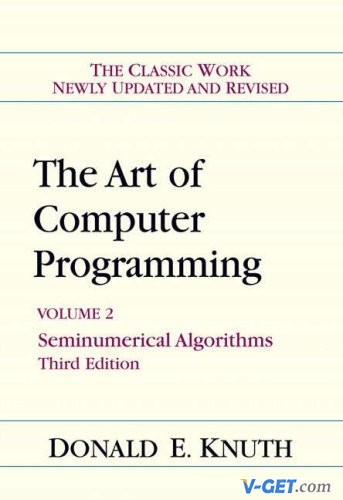 THE CLASSIC WORK
NEWLY UPDATED AND REVISED
The Art of
Computer
Programming
VOLUME 2
Seminumerical Algorithms
Third Edition
DONALD E. KNUTH
V-GET.com